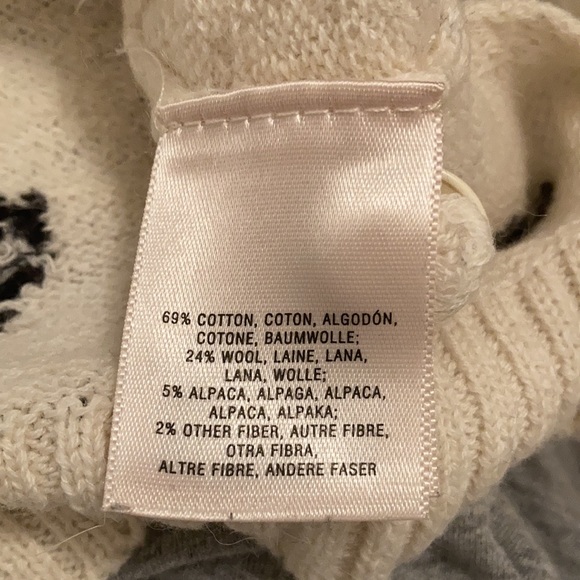 69% COTTON, COTON, ALGODÓN,
COTONE, BAUMWOLLE;
24% WOOL, LAINE, LANA,
LANA, WOLLE;
5% ALPACA, ALPAGA, ALPACA,
ALPACA, ALPAKA;
2% OTHER FIBER, AUTRE FIBRE,
OTRA FIBRA,
ALTRE FIBRE, ANDERE FASER